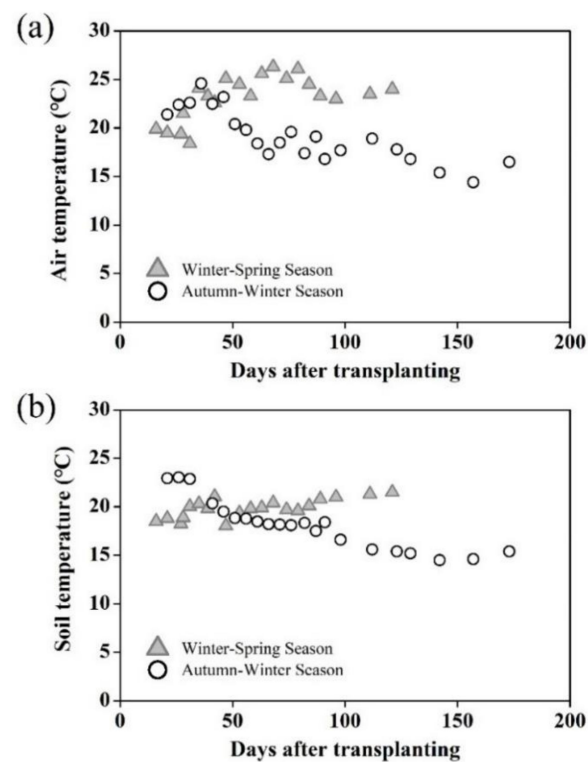 (a)
30
25
20
15
10
5
0
Air temperature (°C)
Winter-Spring Season
Autumn-Winter Season
0 50 100 150 200
Days after transplanting
(b)
30
25
20
15
10
5
0
Soil temperature (°C)
Winter-Spring Season
Autumn-Winter Season
0 50 100 150 200
Days after transplanting